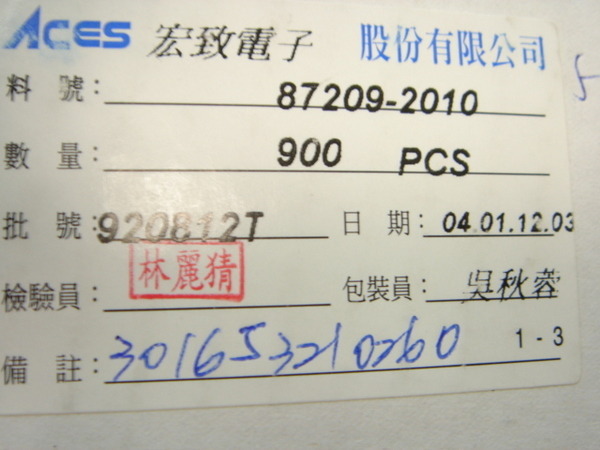 ACES 宏致電子 股份有限公司
料 號: 87209-2010
數 量: 900 PCS
批 號: 920812T 日 期: 04.01.12.03
檢驗員: 林麗猜 包裝員: 吳秋蓉
備 註: 301653210260 1-3